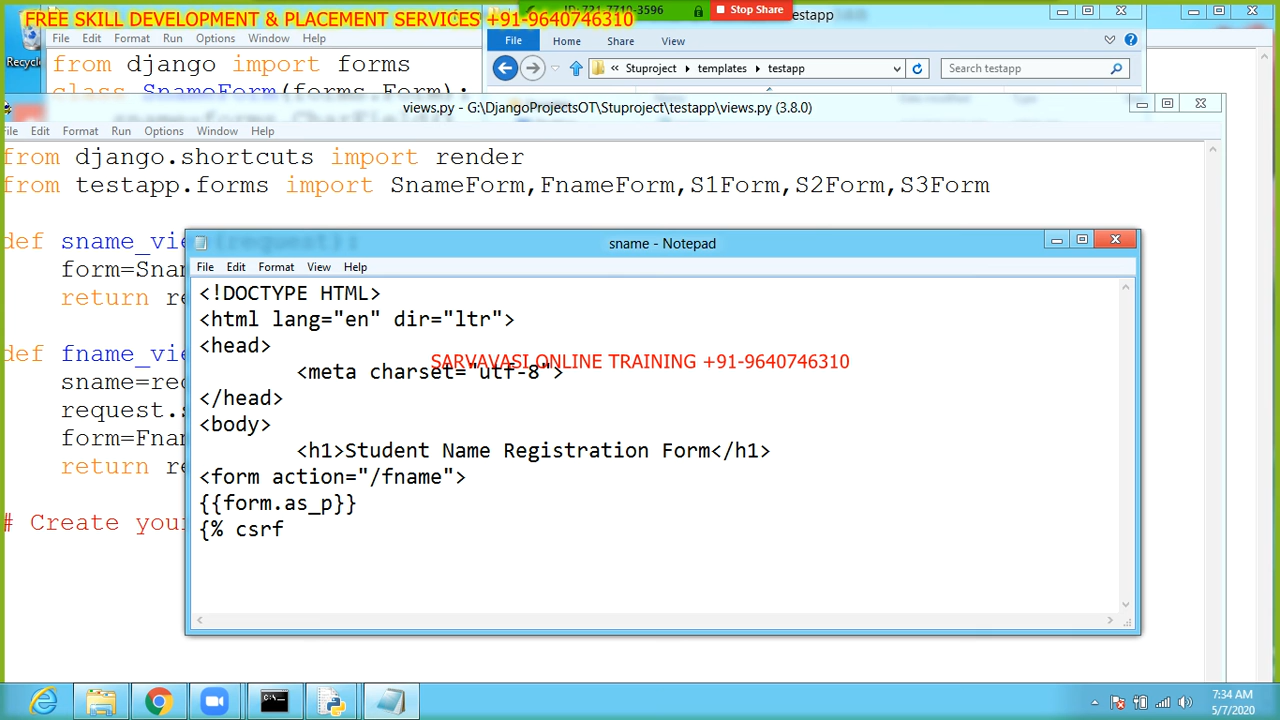 FREE SKILL DEVELOPMENT & PLACEMENT SERVICES +91-9640746310
Stop Share
testapp
File Edit Format Run Options Window Help
File Home Share View
from django import forms
« Stuproject templates testapp
Search testapp
views.py - G:\DjangoProjectsOT\Stuproject\testapp\views.py (3.8.0)
File Edit Format Run Options Window Help
from django.shortcuts import render
from testapp.forms import SnameForm,FnameForm,S1Form,S2Form,S3Form
def sname_vie
form=Snam
return re
sname - Notepad
File Edit Format View Help
<!DOCTYPE HTML>
<html lang="en" dir="ltr">
<head>
SARVAVASI ONLINE TRAINING +91-9640746310
<meta charset="utf-8">
</head>
<body>
<h1>Student Name Registration Form</h1>
<form action="/fname">
{{form.as_p}}
{% csrf
def fname_vie
sname=req
request.s
form=Fnam
return re
# Create your
7:34 AM
5/7/2020